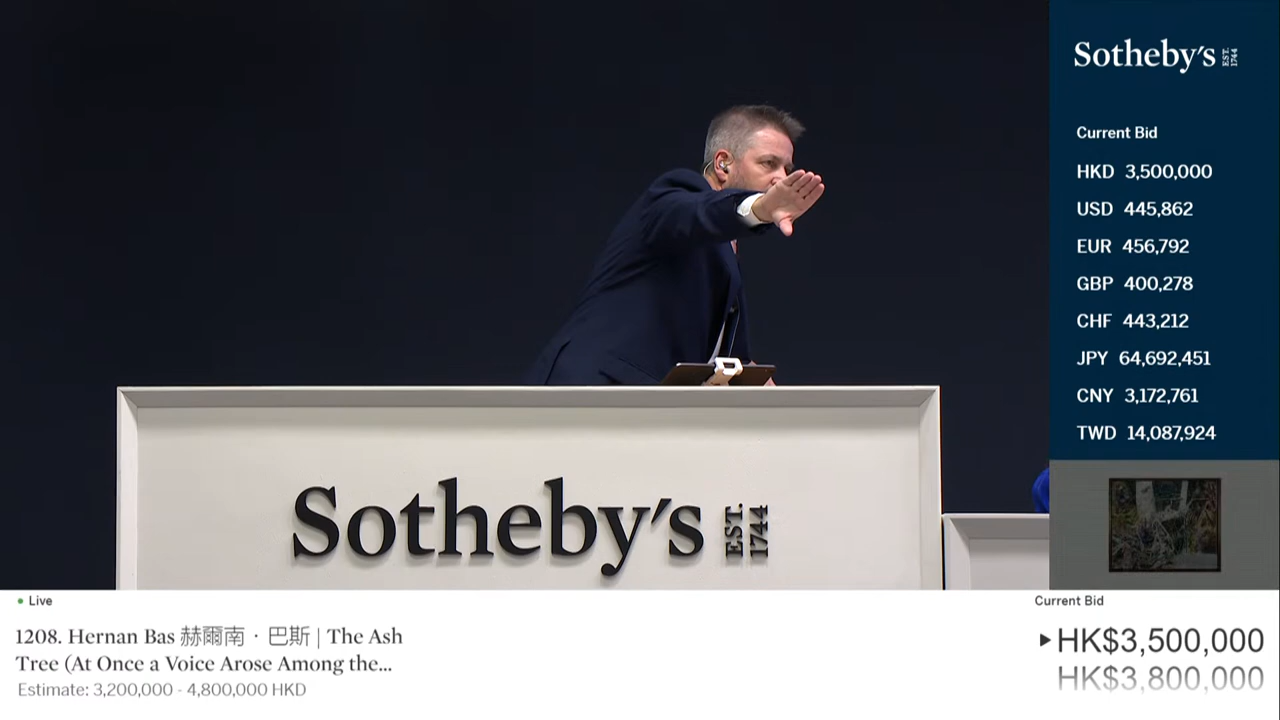 Sotheby's EST. 1744
Current Bid
HKD 3,500,000
USD 445,862
EUR 456,792
GBP 400,278
CHF 443,212
JPY 64,692,451
CNY 3,172,761
TWD 14,087,924
Sotheby's EST. 1744
Live
1208. Hernan Bas 赫爾南·巴斯 | The Ash
Tree (At Once a Voice Arose Among the...
Estimate: 3,200,000 - 4,800,000 HKD
Current Bid
HK$3,500,000
HK$3,800,000